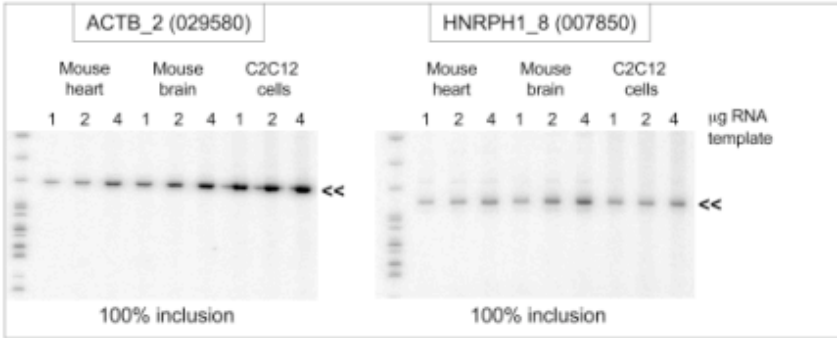 ACTB_2 (029580)
HNRPH1_8 (007850)
Mouse heart
Mouse brain
C2C12 cells
Mouse heart
Mouse brain
C2C12 cells
1 2 4 1 2 4 1 2 4
1 2 4 1 2 4 1 2 4
µg RNA
template
<<
<<
100% inclusion
100% inclusion